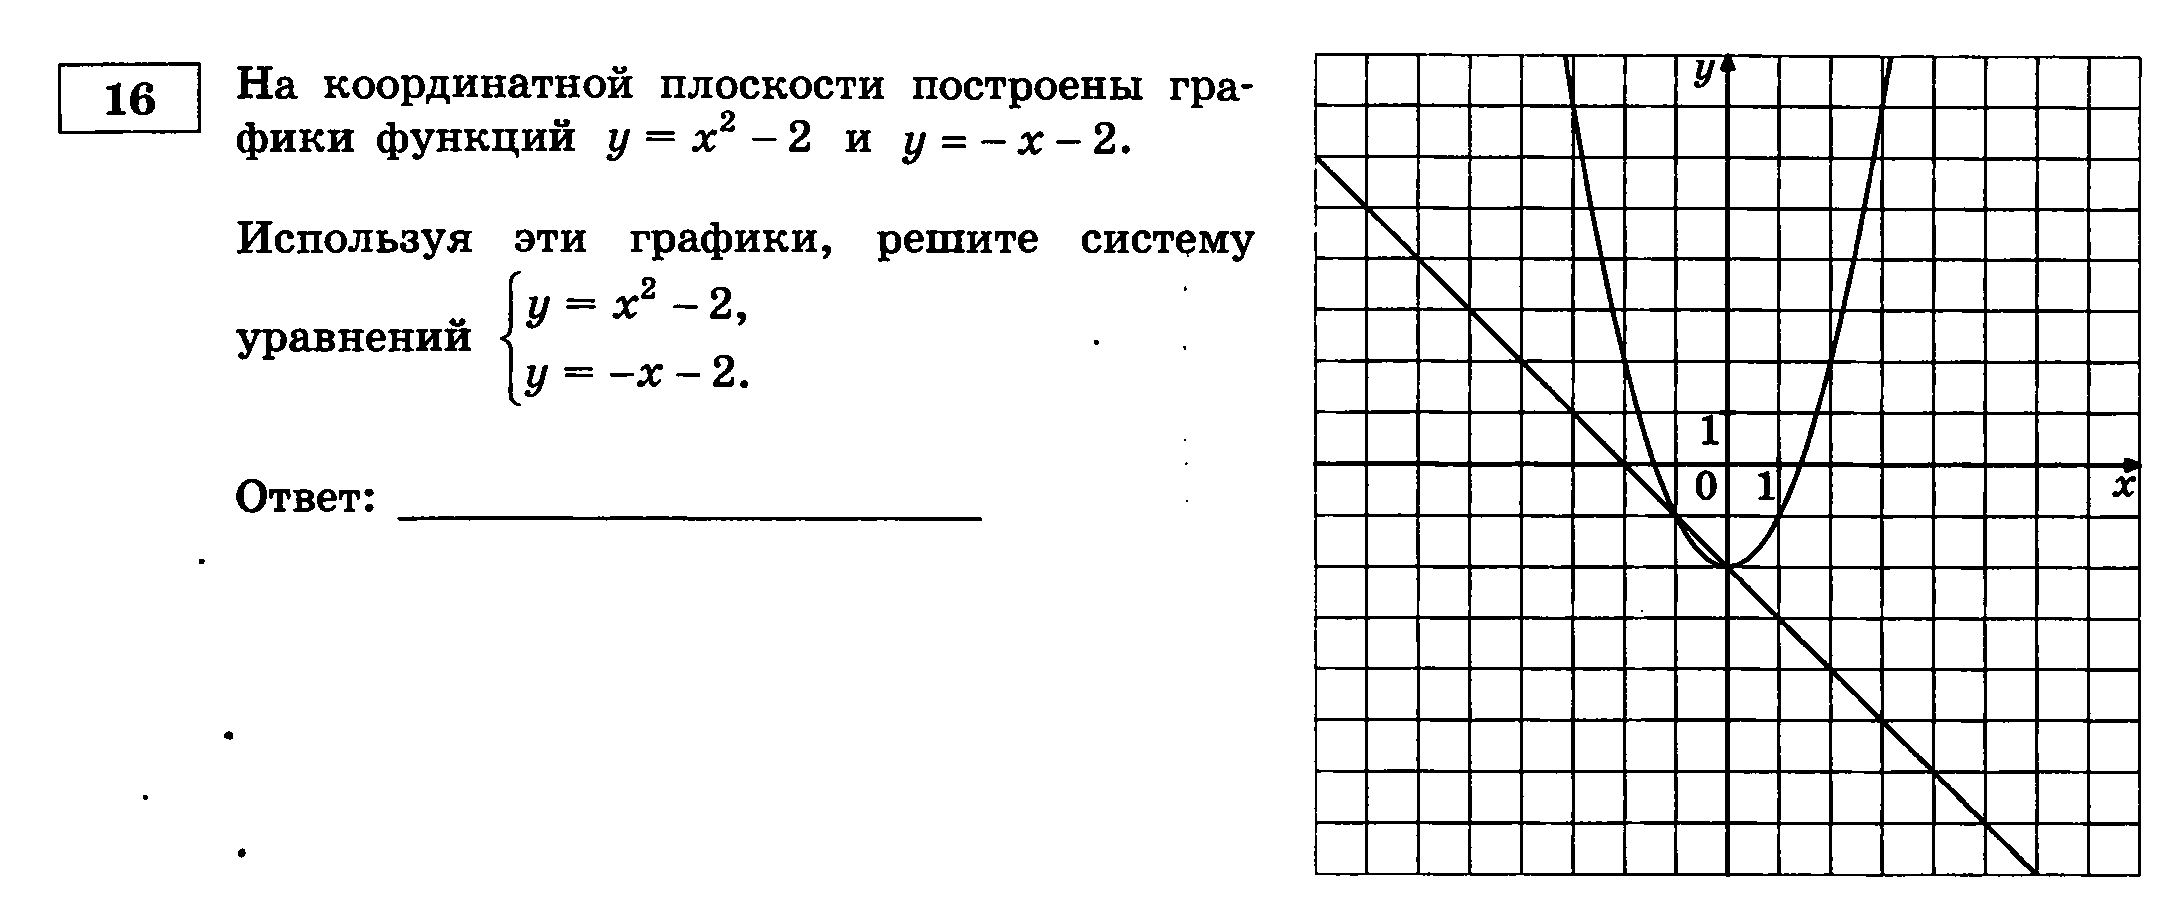 16
На координатной плоскости построены гра-
фики функций y = x² – 2 и y = – x – 2.
Используя эти графики, решите систему
уравнений { y = x² – 2,
y = –x – 2.
Ответ: ____________
y
1
0 1
x